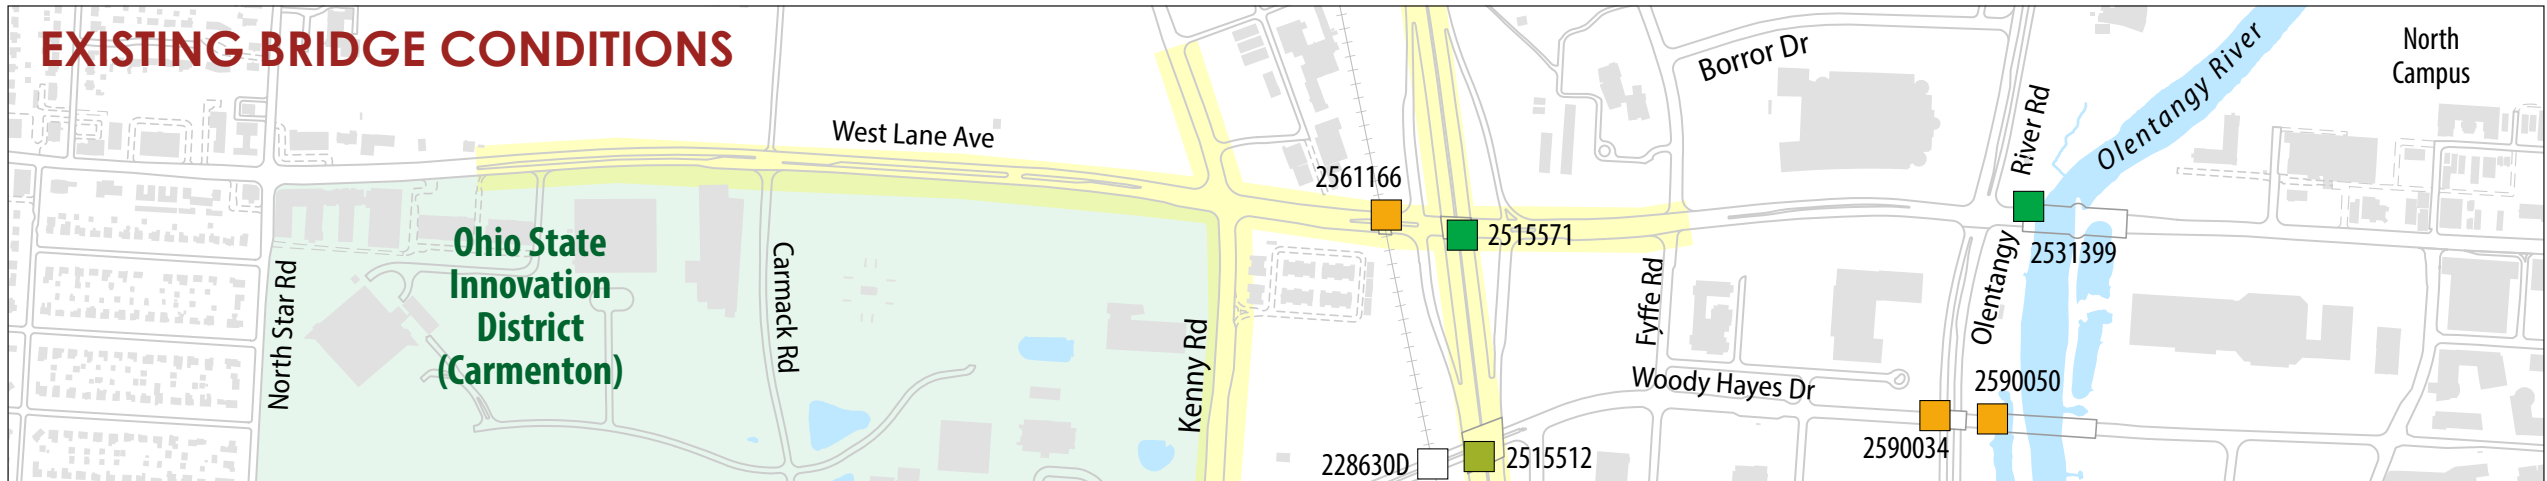 EXISTING BRIDGE CONDITIONS
North
Campus
Borror Dr
River Rd
Olentangy River
West Lane Ave
2561166
2515571
2531399
Ohio State
Innovation
District
(Carmenton)
North Star Rd
Carmack Rd
Kenny Rd
Fyffe Rd
Olentangy
Woody Hayes Dr
2590050
2590034
228630D
2515512